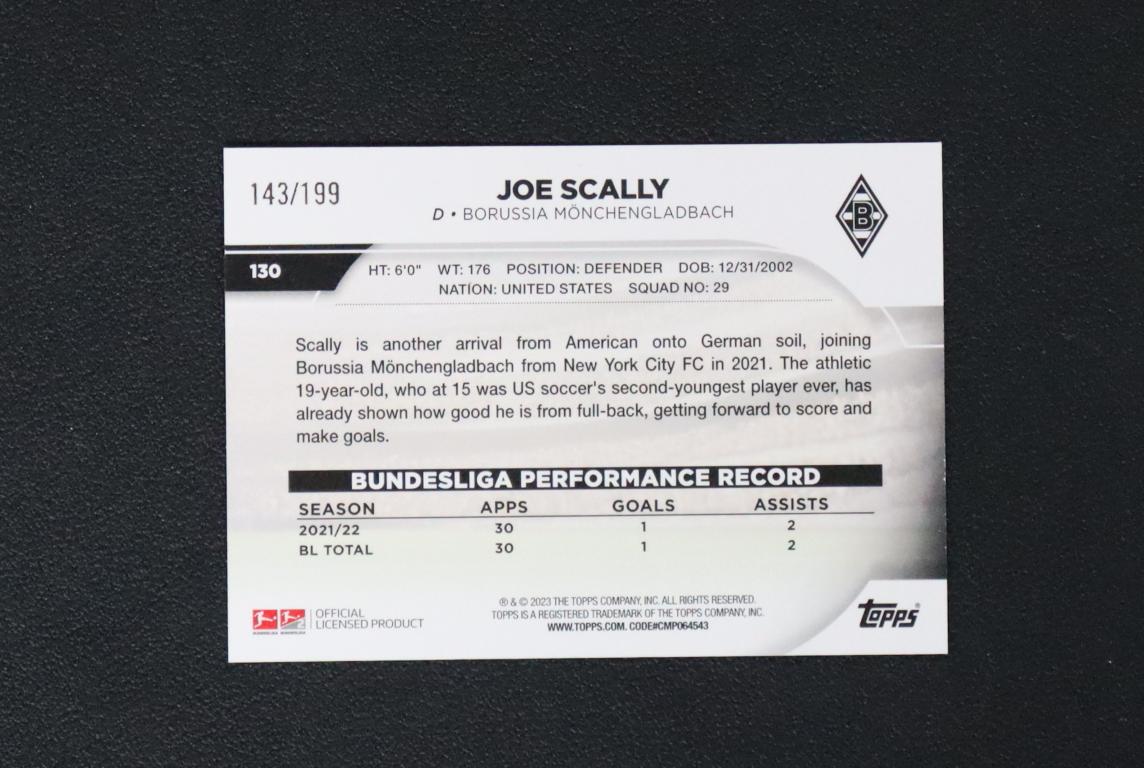 143/199
JOE SCALLY
D • BORUSSIA MÖNCHENGLADBACH
B
130
HT: 6'0" WT: 176 POSITION: DEFENDER DOB: 12/31/2002
NATION: UNITED STATES SQUAD NO: 29
Scally is another arrival from American onto German soil, joining
Borussia Mönchengladbach from New York City FC in 2021. The athletic
19-year-old, who at 15 was US soccer's second-youngest player ever, has
already shown how good he is from full-back, getting forward to score and
make goals.
BUNDESLIGA PERFORMANCE RECORD
SEASON APPS GOALS ASSISTS
2021/22 30 1 2
BL TOTAL 30 1 2
BUNDESLIGA BUNDESLIGA
OFFICIAL
LICENSED PRODUCT
® & © 2023 THE TOPPS COMPANY, INC. ALL RIGHTS RESERVED.
TOPPS IS A REGISTERED TRADEMARK OF THE TOPPS COMPANY, INC.
WWW.TOPPS.COM. CODE#CMP064543
topps®